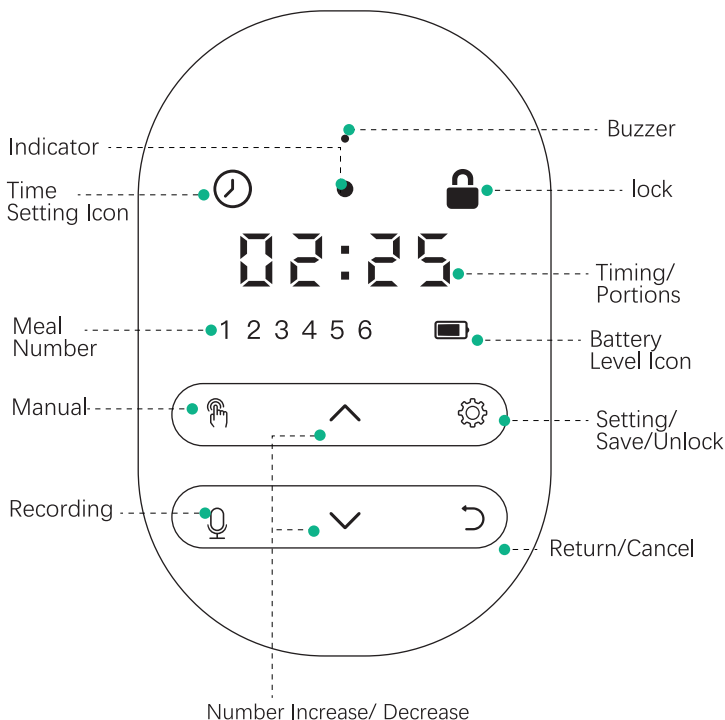 Buzzer
Indicator
Time
Setting Icon
lock
02:25
Timing/
Portions
Meal
Number
1 2 3 4 5 6
Battery
Level Icon
Manual
Setting/
Save/Unlock
Recording
Return/Cancel
Number Increase/ Decrease